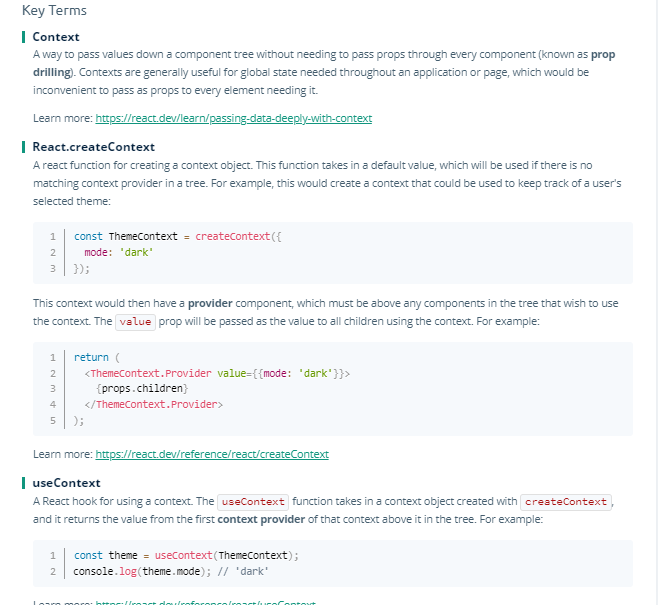 Key Terms
Context
A way to pass values down a component tree without needing to pass props through every component (known as prop
drilling). Contexts are generally useful for global state needed throughout an application or page, which would be
inconvenient to pass as props to every element needing it.
Learn more: https://react.dev/learn/passing-data-deeply-with-context
React.createContext
A react function for creating a context object. This function takes in a default value, which will be used if there is no
matching context provider in a tree. For example, this would create a context that could be used to keep track of a user's
selected theme:
1 const ThemeContext = createContext({
2 mode: 'dark'
3 });
This context would then have a provider component, which must be above any components in the tree that wish to use
the context. The value prop will be passed as the value to all children using the context. For example:
1 return (
2 <ThemeContext.Provider value={{mode: 'dark'}}>
3 {props.children}
4 </ThemeContext.Provider>
5 );
Learn more: https://react.dev/reference/react/createContext
useContext
A React hook for using a context. The useContext function takes in a context object created with createContext,
and it returns the value from the first context provider of that context above it in the tree. For example:
1 const theme = useContext(ThemeContext);
2 console.log(theme.mode); // 'dark'
Learn more: https://react.dev/reference/react/useContext